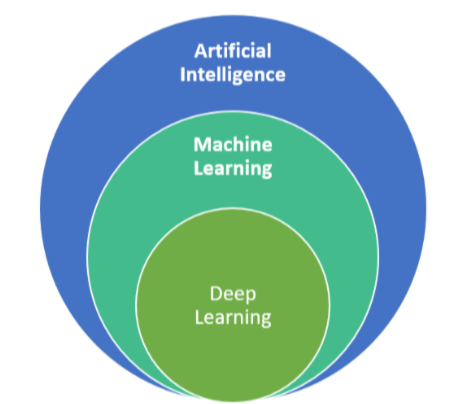 Artificial
Intelligence
Machine
Learning
Deep
Learning